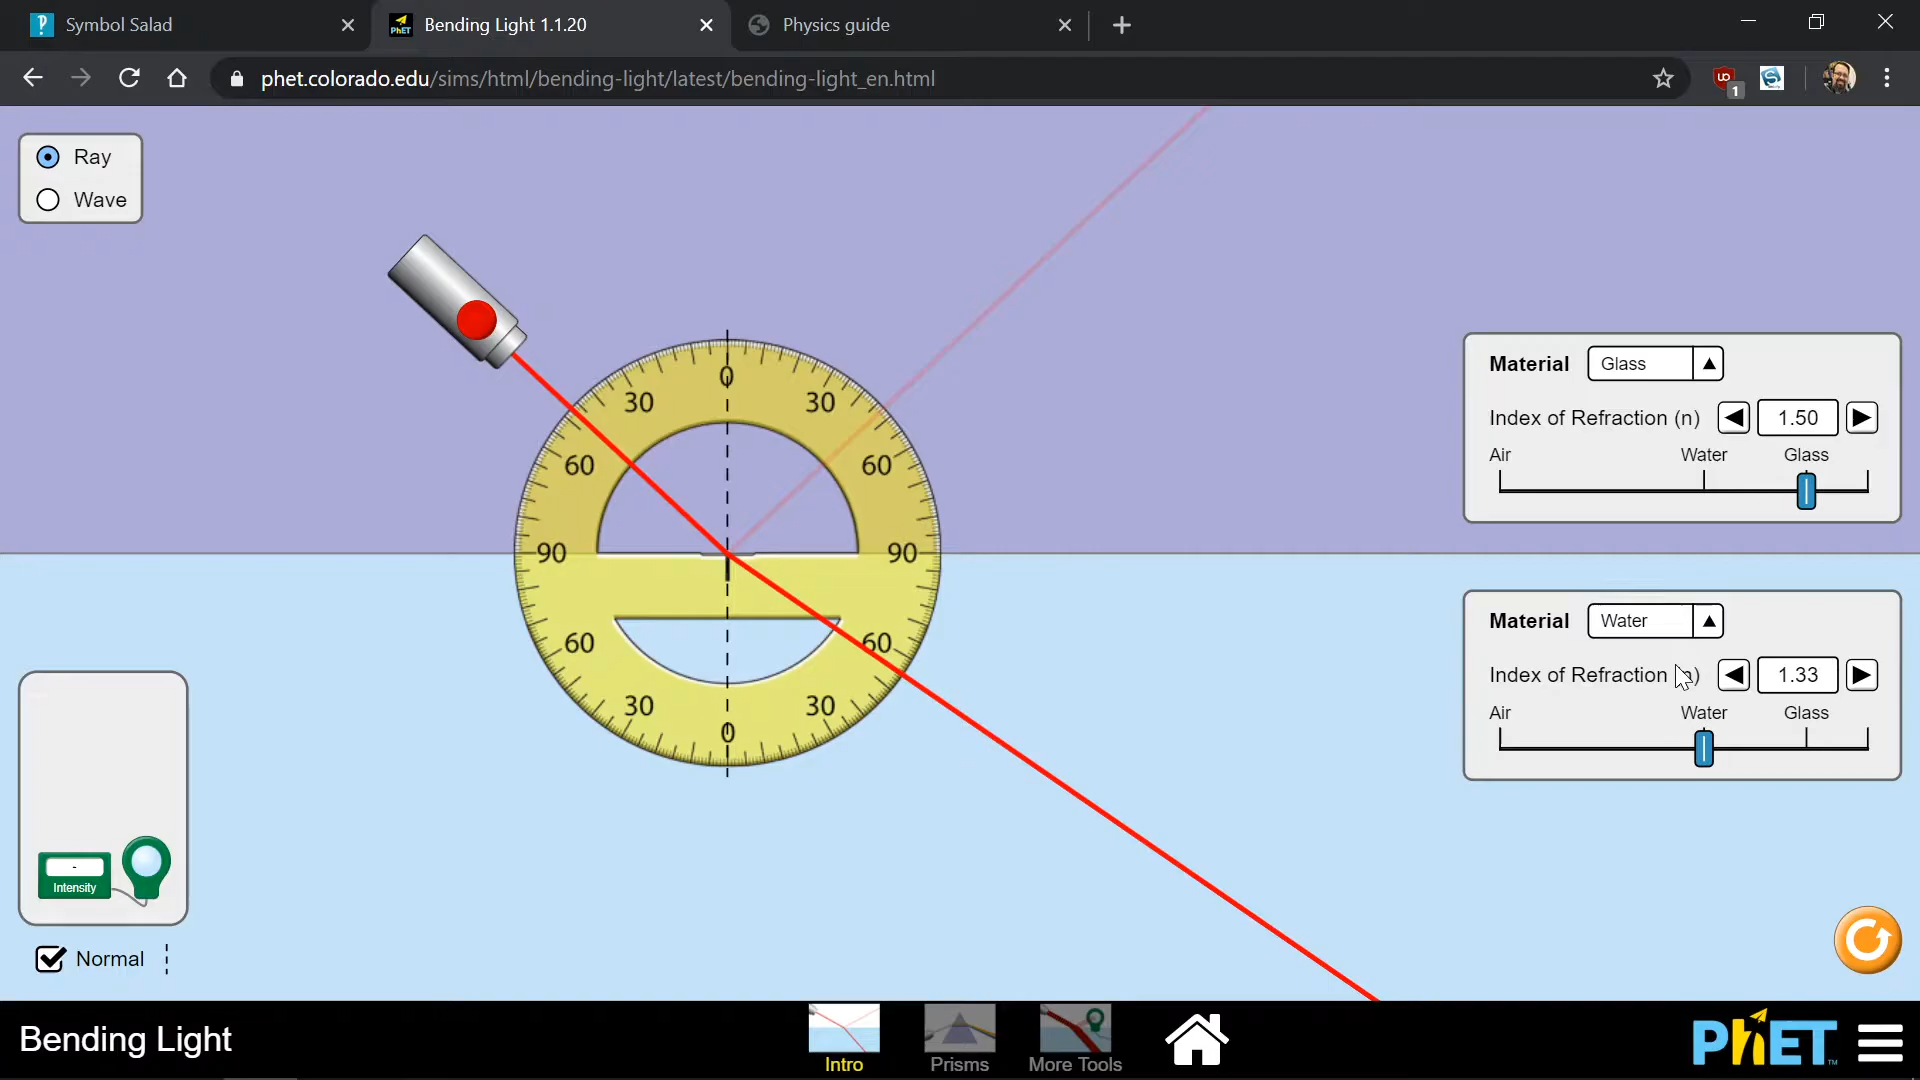 Symbol Salad
PhET
Bending Light 1.1.20
Physics guide
phet.colorado.edu/sims/html/bending-light/latest/bending-light_en.html
1
Ray
Wave
0
30 30
60 60
90 90
60 60
30 30
0
Material Glass
Index of Refraction (n) 1.50
Air Water Glass
Material Water
Index of Refraction (n) 1.33
Air Water Glass
-
Intensity
Normal
Bending Light
Intro
Prisms
More Tools
PhET